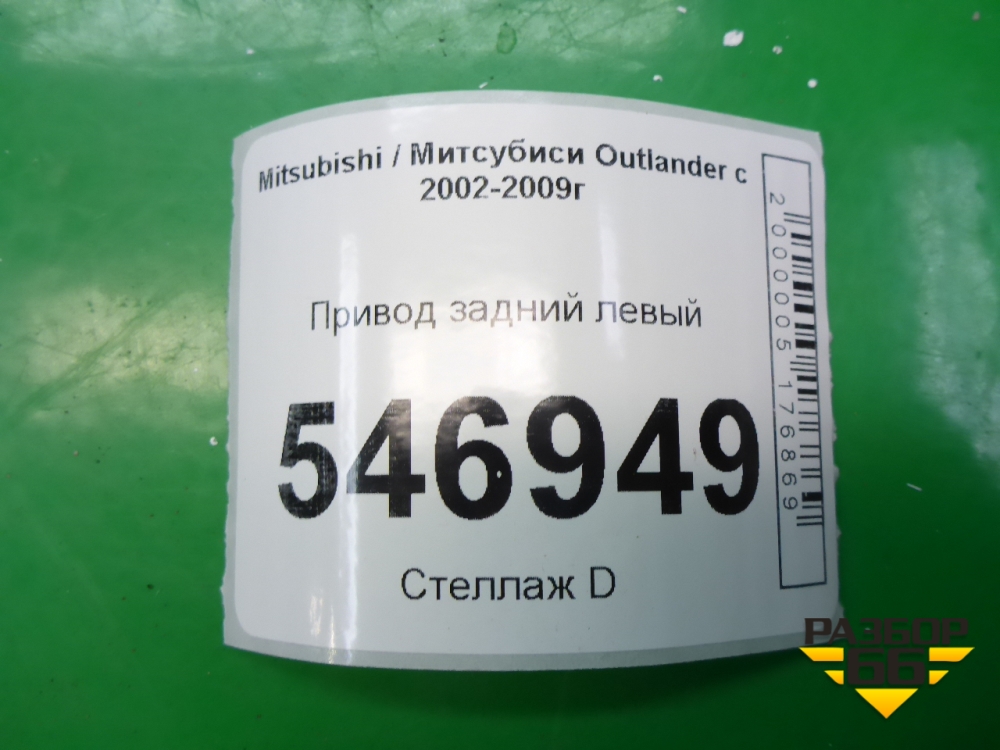 Mitsubishi / Митсубиси Outlander с
2002-2009г
Привод задний левый
546949
Стеллаж D
2000005176869
РАЗБОР
66